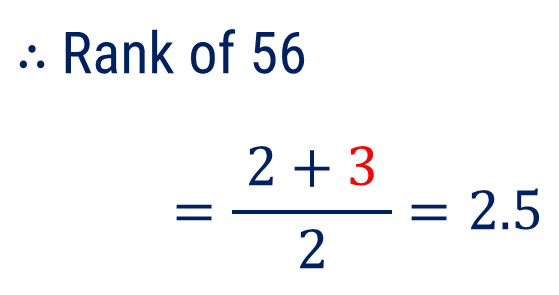 ∴ Rank of 56
= (2 + 3)/2 = 2.5